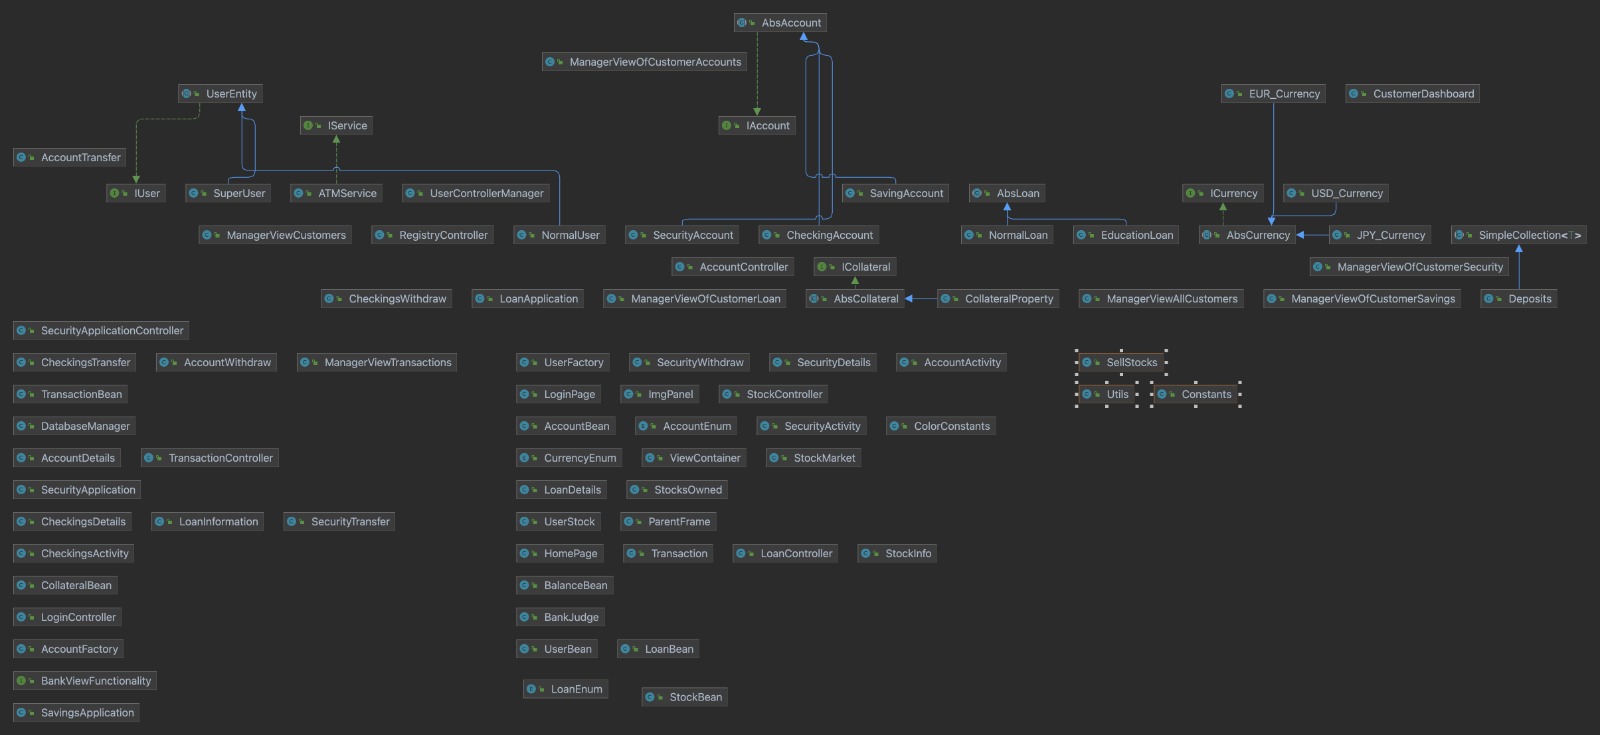 AbsAccount
ManagerViewOfCustomerAccounts
UserEntity
EUR_Currency
CustomerDashboard
IService
IAccount
AccountTransfer
IUser
SuperUser
ATMService
UserControllerManager
SavingAccount
AbsLoan
ICurrency
USD_Currency
ManagerViewCustomers
RegistryController
NormalUser
SecurityAccount
CheckingAccount
NormalLoan
EducationLoan
AbsCurrency
JPY_Currency
SimpleCollection<T>
AccountController
ICollateral
ManagerViewOfCustomerSecurity
CheckingsWithdraw
LoanApplication
ManagerViewOfCustomerLoan
AbsCollateral
CollateralProperty
ManagerViewAllCustomers
ManagerViewOfCustomerSavings
Deposits
SecurityApplicationController
CheckingsTransfer
AccountWithdraw
ManagerViewTransactions
UserFactory
SecurityWithdraw
SecurityDetails
AccountActivity
SellStocks
TransactionBean
LoginPage
ImgPanel
StockController
Utils
Constants
DatabaseManager
AccountBean
AccountEnum
SecurityActivity
ColorConstants
AccountDetails
TransactionController
CurrencyEnum
ViewContainer
StockMarket
SecurityApplication
LoanDetails
StocksOwned
CheckingsDetails
LoanInformation
SecurityTransfer
UserStock
ParentFrame
CheckingsActivity
HomePage
Transaction
LoanController
StockInfo
CollateralBean
BalanceBean
LoginController
BankJudge
AccountFactory
UserBean
LoanBean
BankViewFunctionality
LoanEnum
StockBean
SavingsApplication